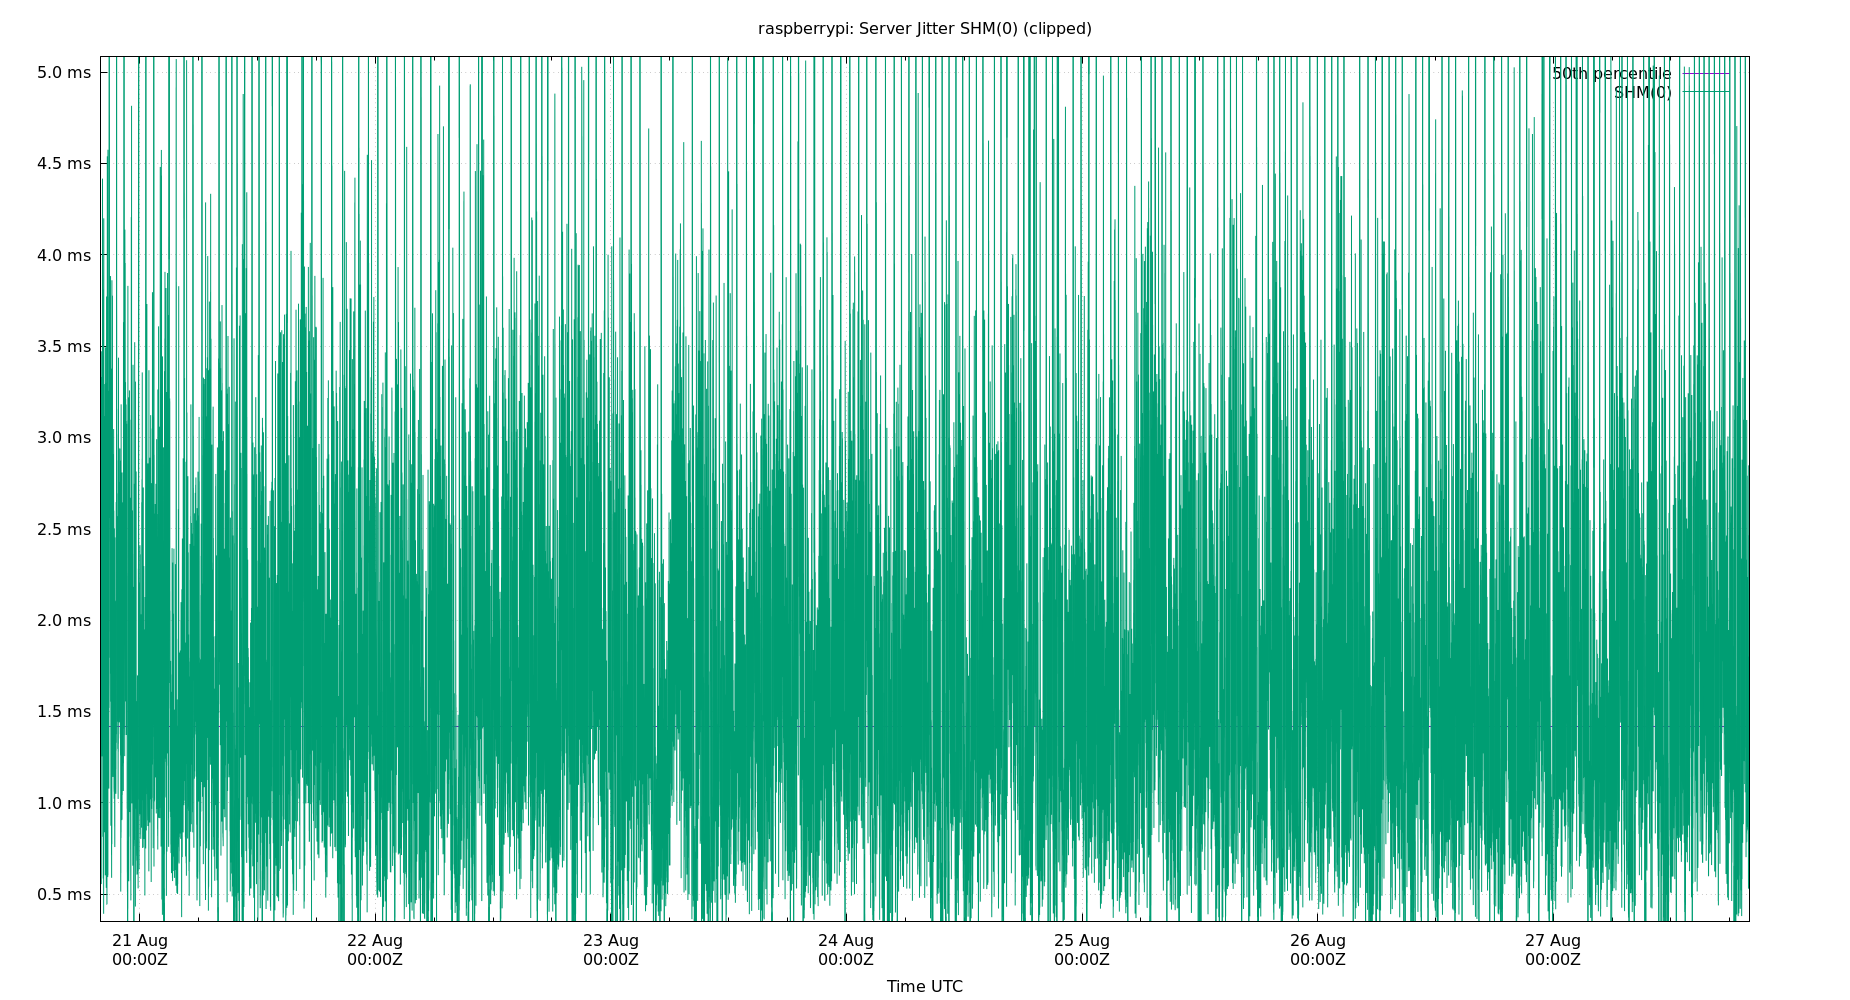 raspberrypi: Server Jitter SHM(0) (clipped)
5.0 ms
4.5 ms
4.0 ms
3.5 ms
3.0 ms
2.5 ms
2.0 ms
1.5 ms
1.0 ms
0.5 ms
50th percentile
SHM(0)
21 Aug
00:00Z
22 Aug
00:00Z
23 Aug
00:00Z
24 Aug
00:00Z
25 Aug
00:00Z
26 Aug
00:00Z
27 Aug
00:00Z
Time UTC